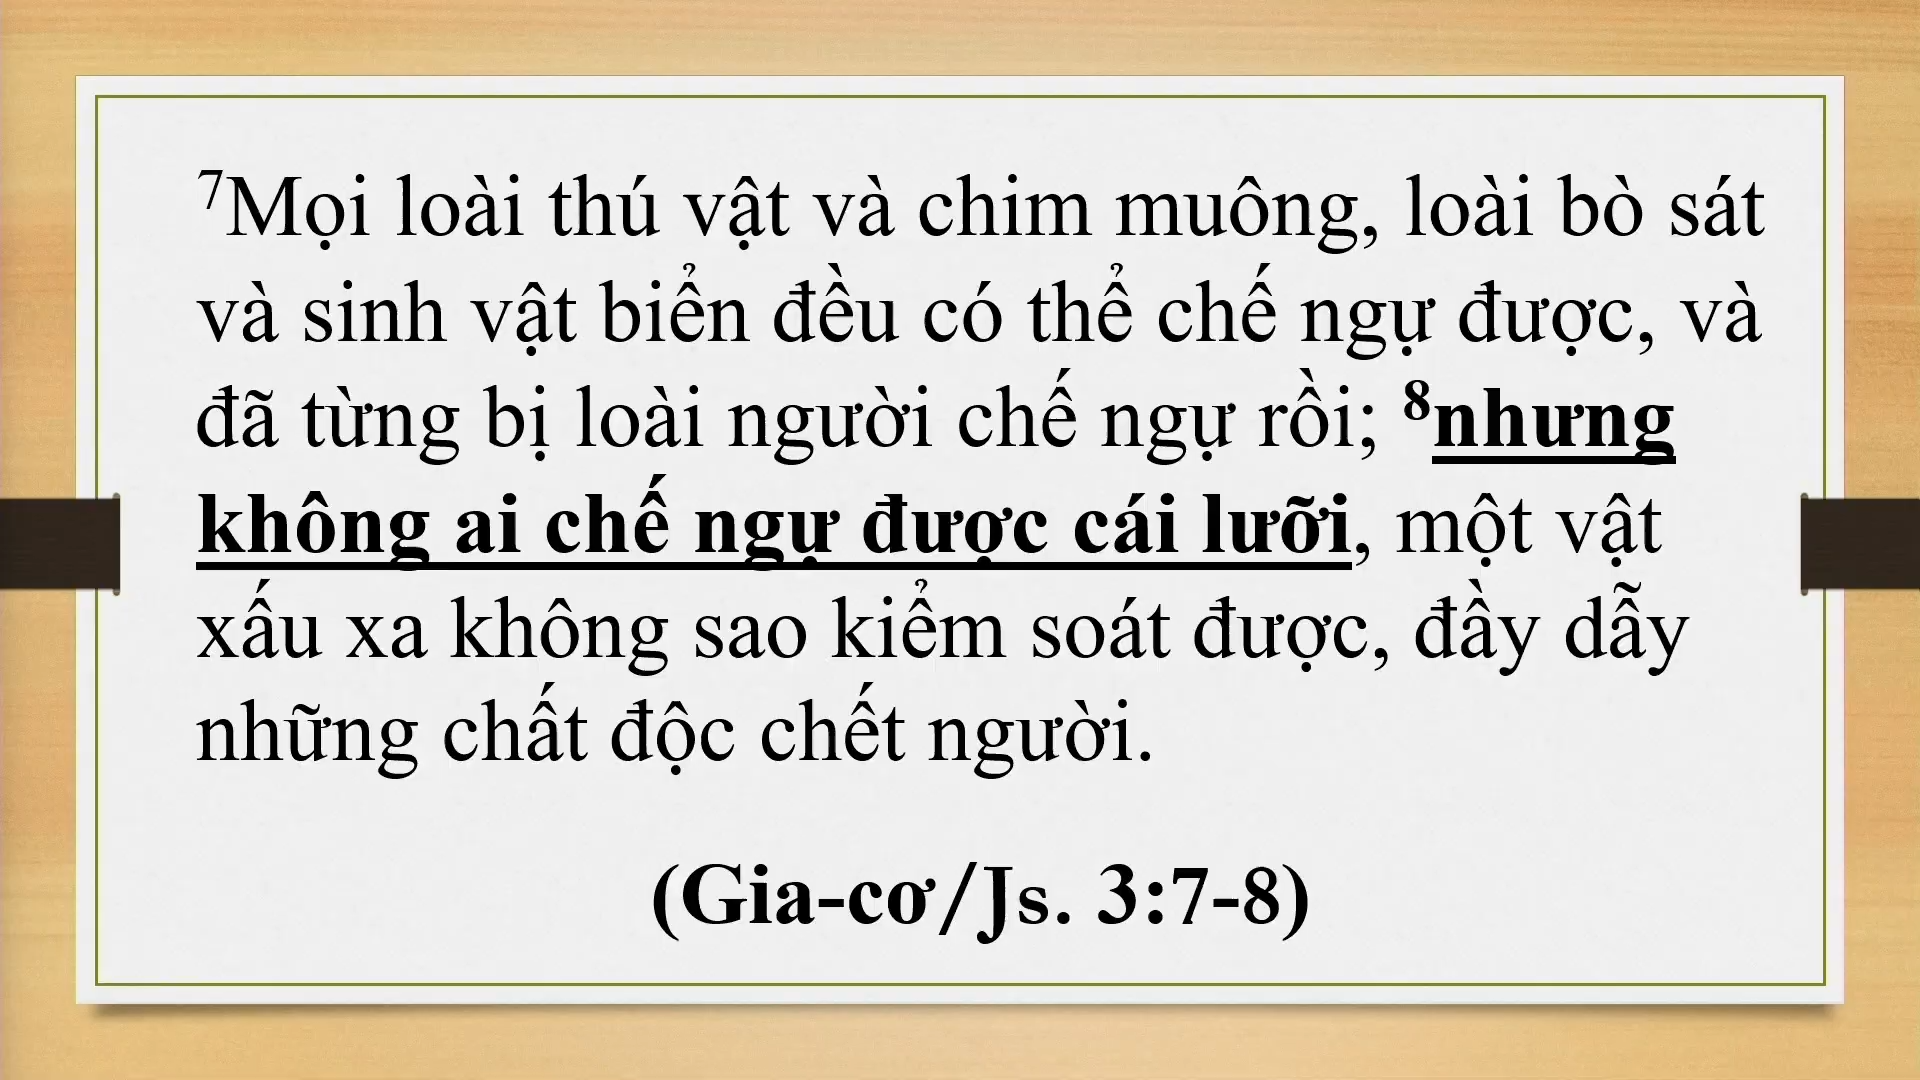 ⁷Mọi loài thú vật và chim muông, loài bò sát
và sinh vật biển đều có thể chế ngự được, và
đã từng bị loài người chế ngự rồi; ⁸nhưng
không ai chế ngự được cái lưỡi, một vật
xấu xa không sao kiểm soát được, đầy dẫy
những chất độc chết người.
(Gia-cơ/Js. 3:7-8)